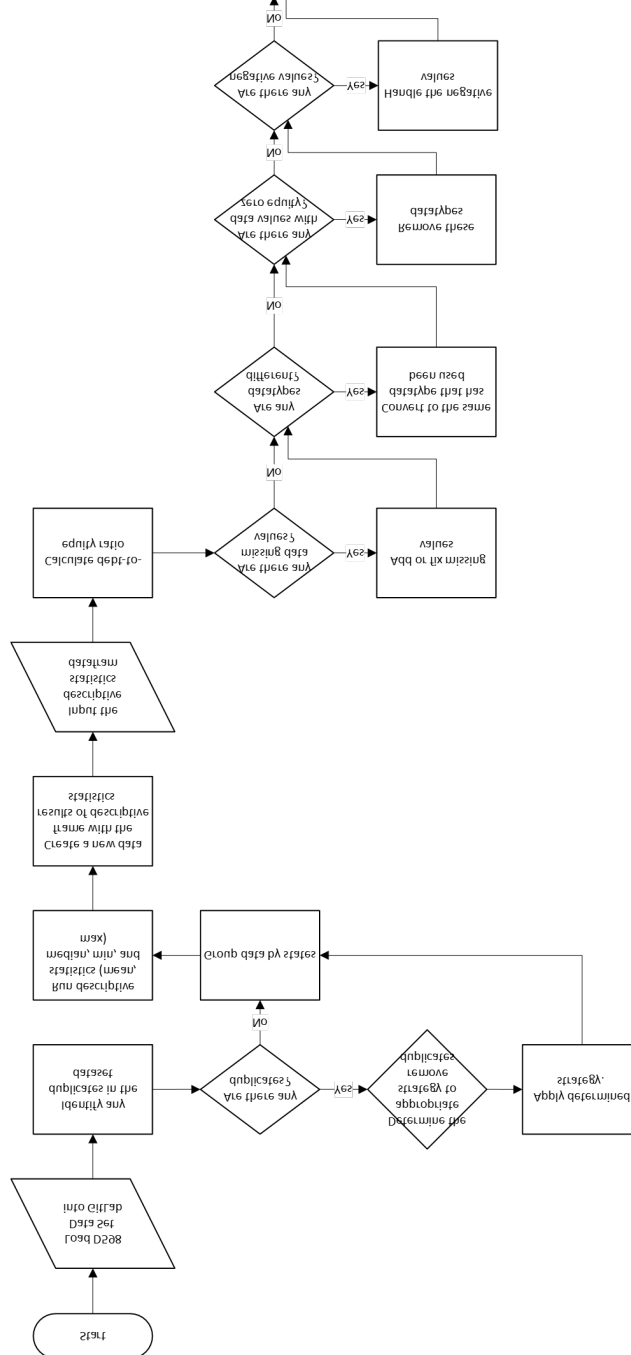 Start
Load D598
Data Set
into GitLab
Identify any
duplicates in the
dataset
Are there any
duplicates?
Yes
Determine the
appropriate
strategy to
remove
duplicates
Apply determined
strategy.
No
Group data by states
Run descriptive
statistics (mean,
median, min, and
max)
Create a new data
frame with the
results of descriptive
statistics
Input the
descriptive
statistics
datafram
Calculate debt-to-
equity ratio
Are there any
missing data
values?
Yes
Add or fix missing
values
No
Are any
datatypes
different?
Yes
Convert to the same
datatype that has
been used
No
Are there any
data values with
zero equity?
Yes
Remove these
datatypes
No
Are there any
negative values?
Yes
Handle the negative
values
No